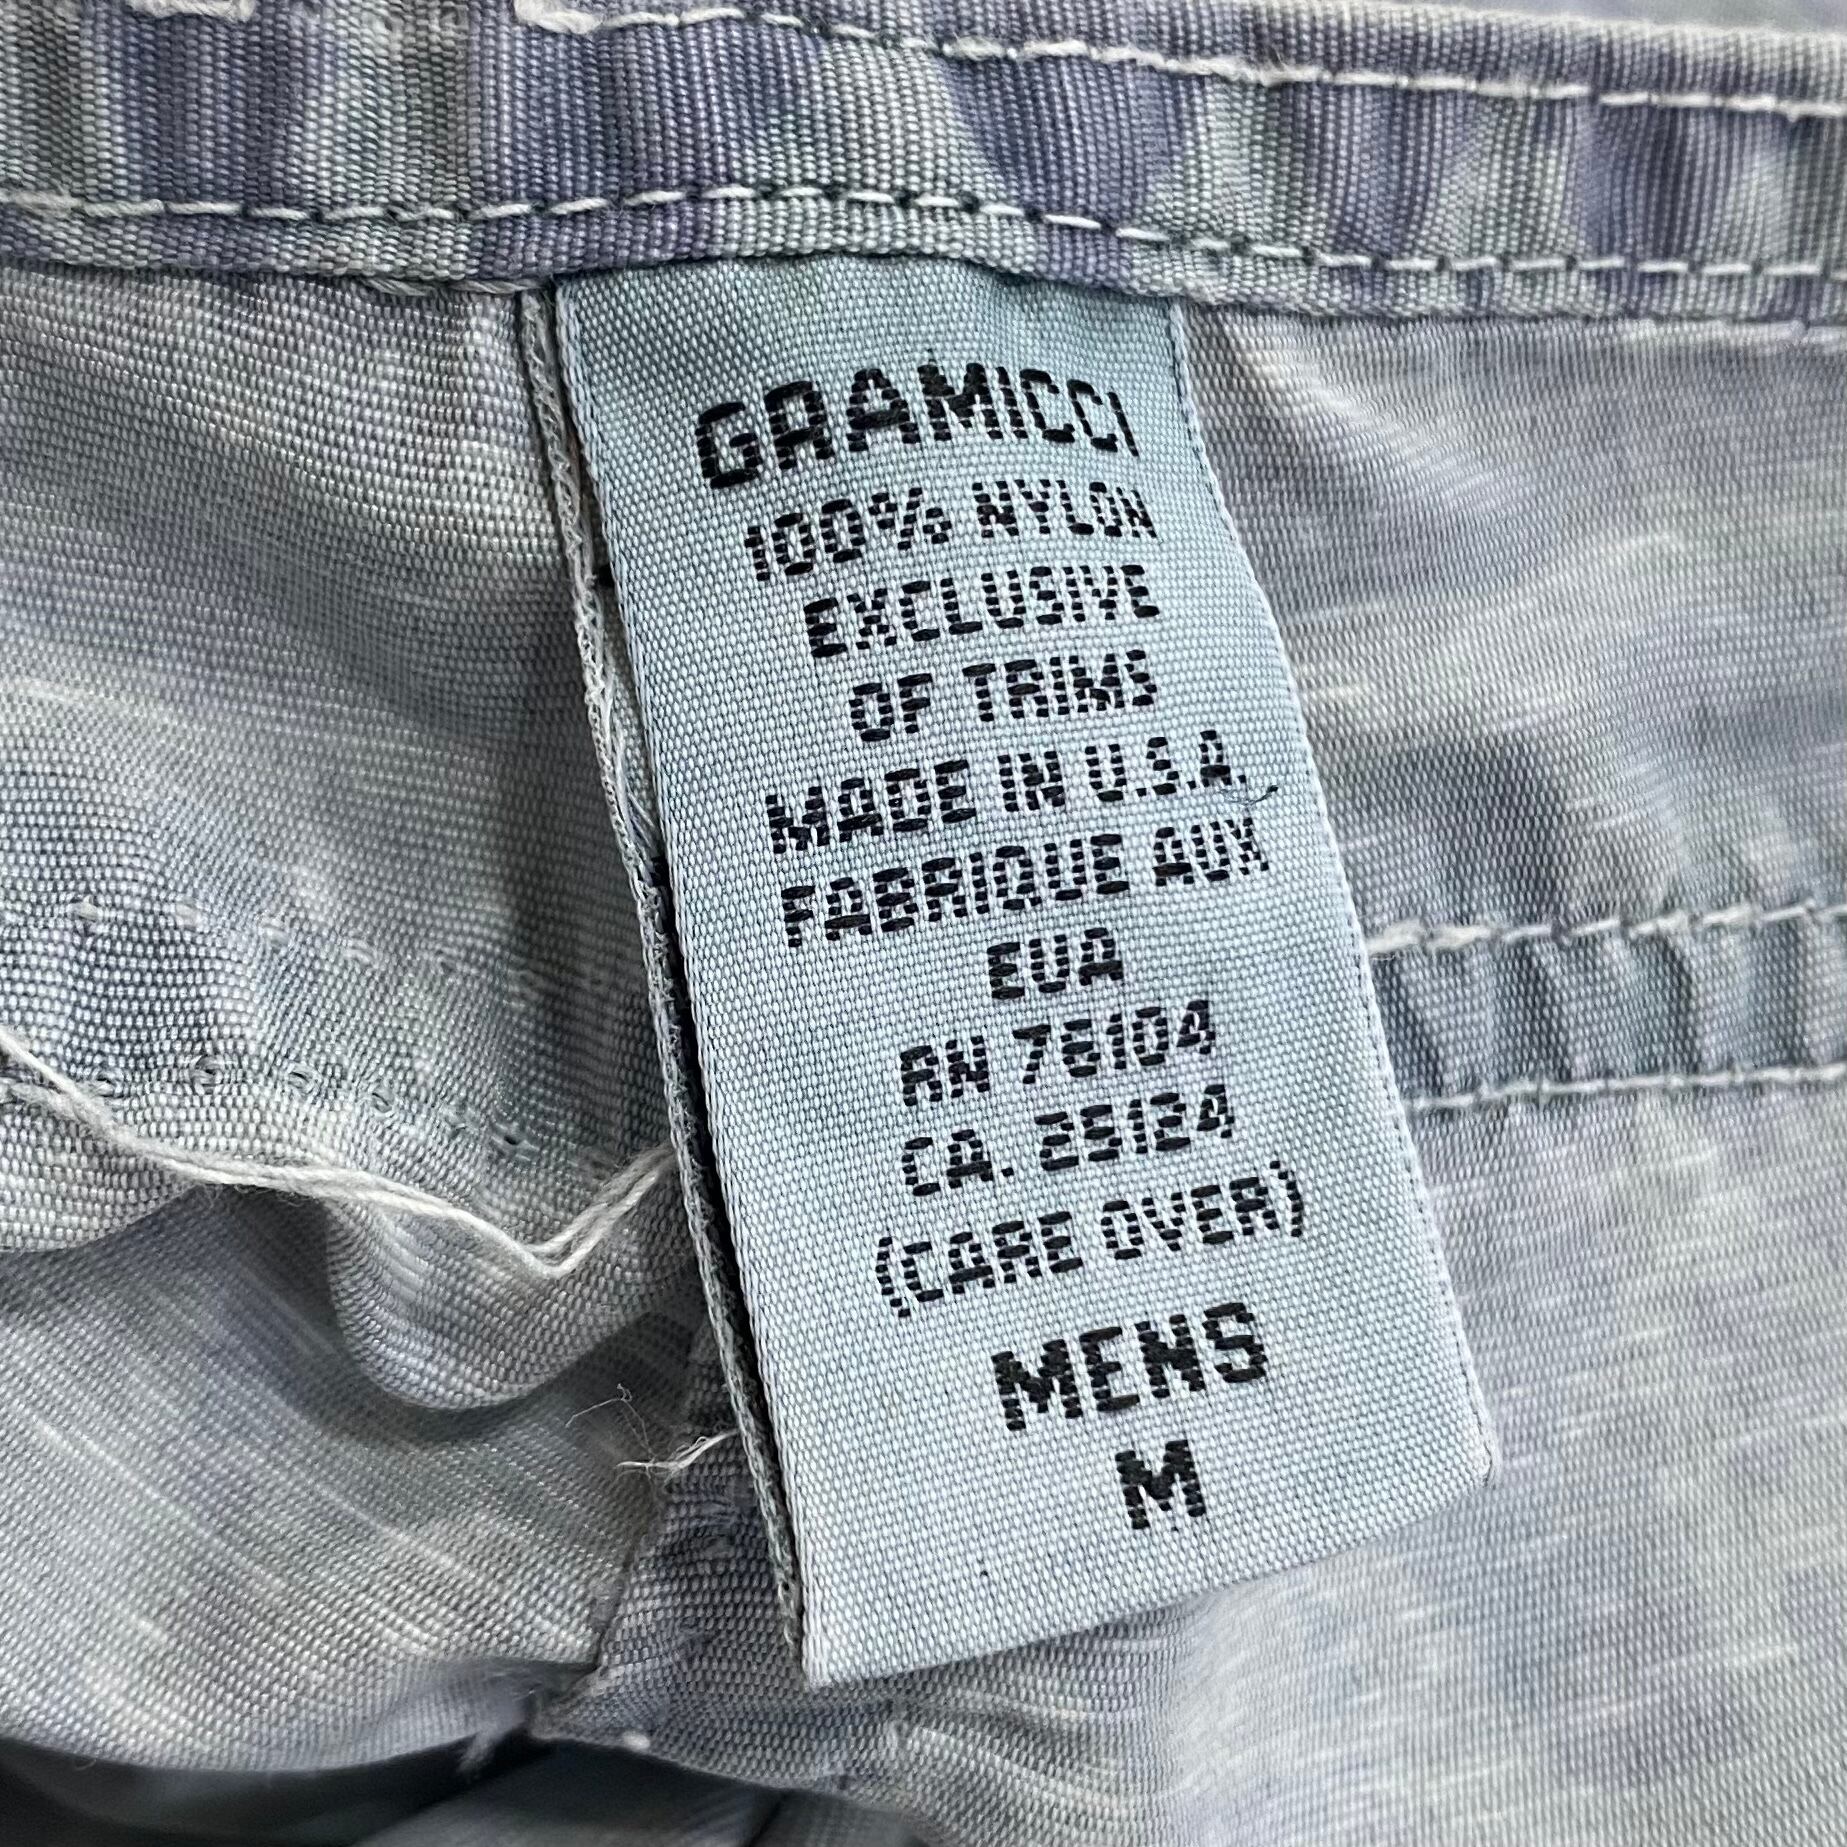 GRAMICCI
100% NYLON
EXCLUSIVE
OF TRIMS
MADE IN U.S.A.
FABRIQUE AUX
EUA
RN 76104
CA. 25124
(CARE OVER)
MENS
M